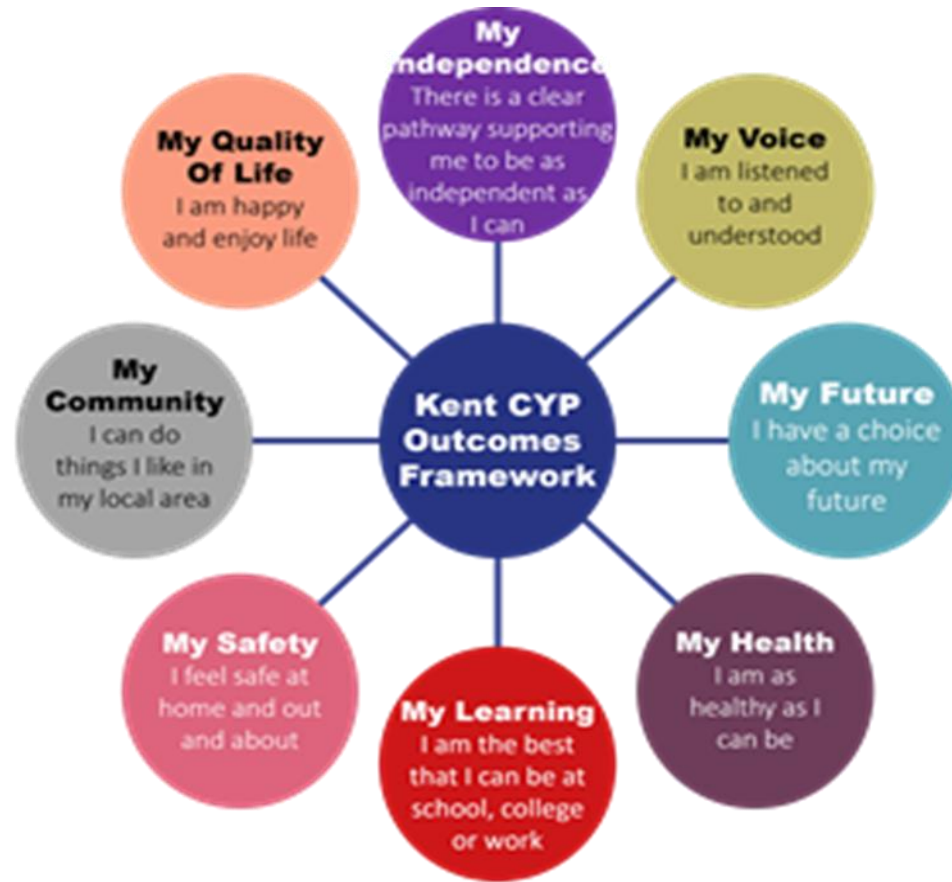 My
Independence
There is a clear
pathway supporting
me to be as
independent as
I can
My Voice
I am listened
to and
understood
My Future
I have a choice
about my
future
My Health
I am as
healthy as I
can be
My Learning
I am the best
that I can be at
school, college
or work
My Safety
I feel safe at
home and out
and about
My
Community
I can do
things I like in
my local area
My Quality
Of Life
I am happy
and enjoy life
Kent CYP
Outcomes
Framework